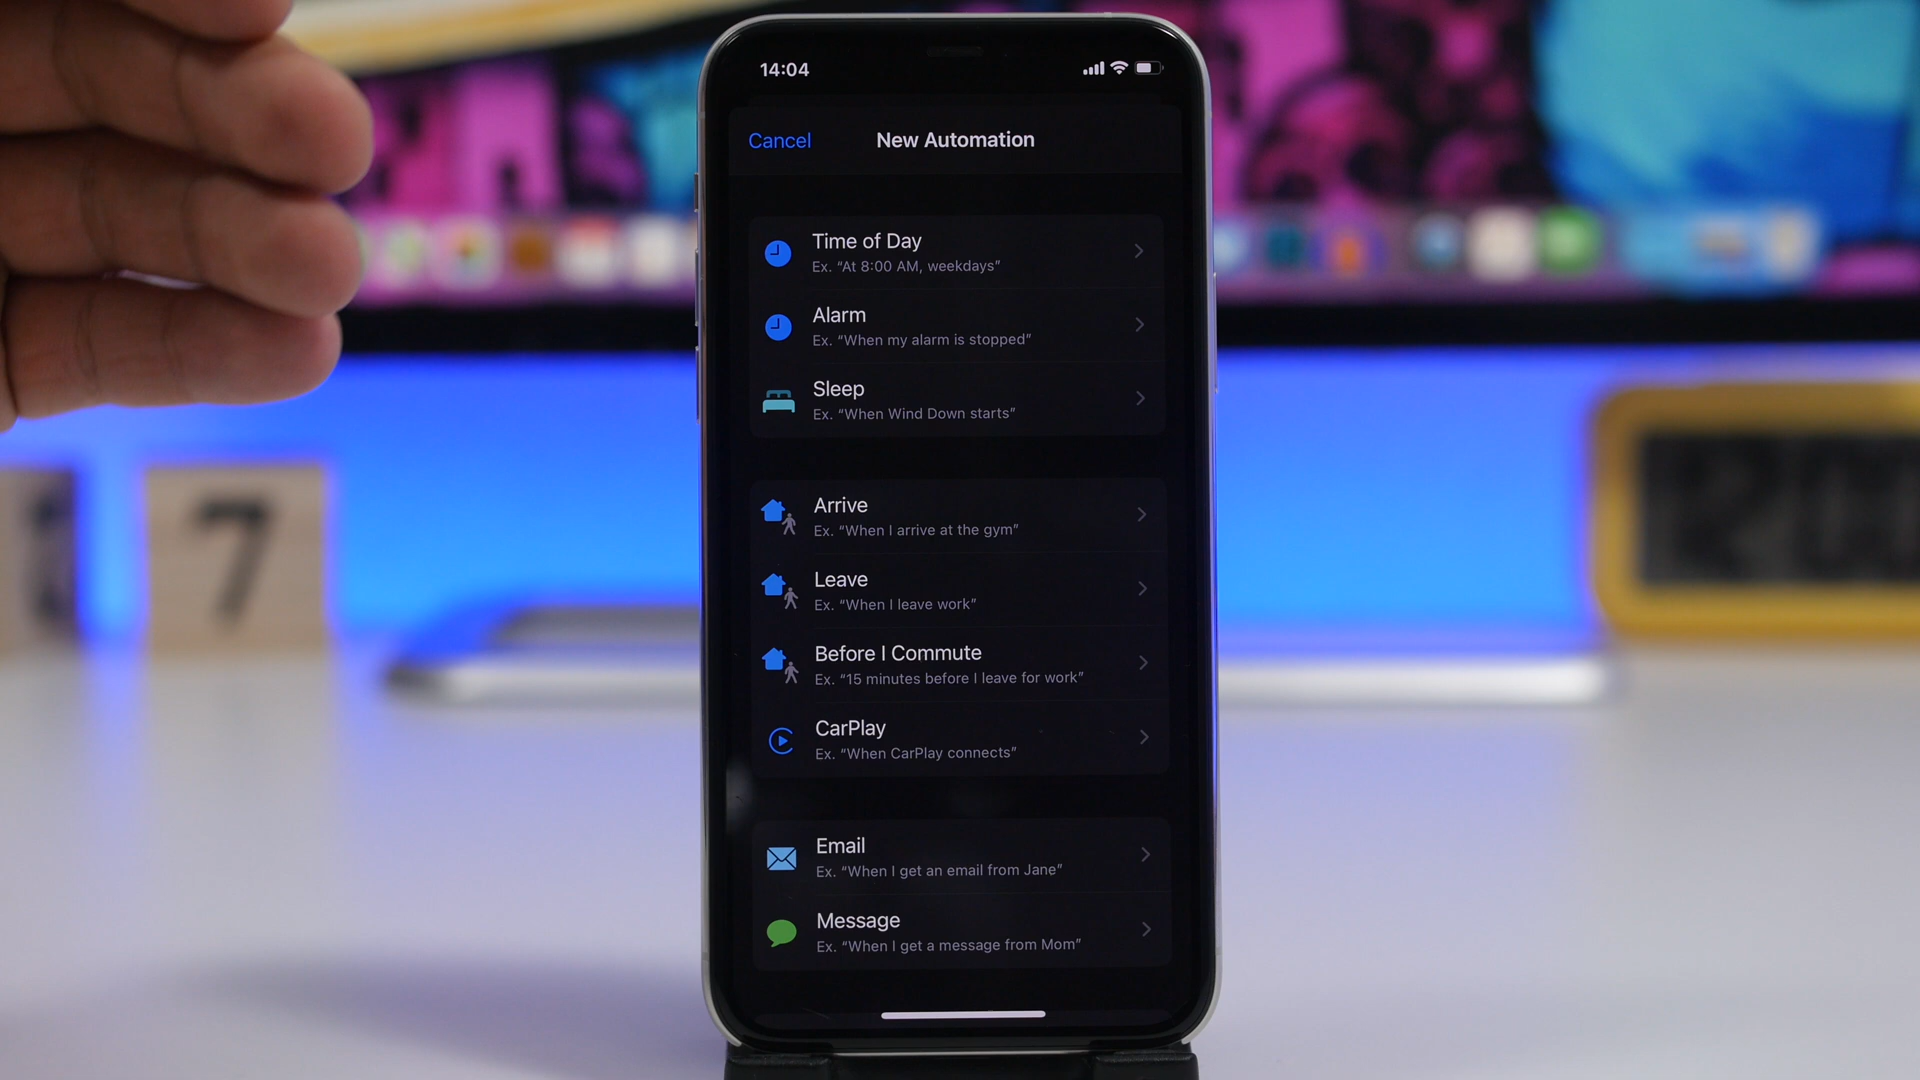 14:04
Cancel
New Automation
Time of Day
Ex. “At 8:00 AM, weekdays”
Alarm
Ex. “When my alarm is stopped”
Sleep
Ex. “When Wind Down starts”
Arrive
Ex. “When I arrive at the gym”
Leave
Ex. “When I leave work”
Before I Commute
Ex. “15 minutes before I leave for work”
CarPlay
Ex. “When CarPlay connects”
Email
Ex. “When I get an email from Jane”
Message
Ex. “When I get a message from Mom”
7